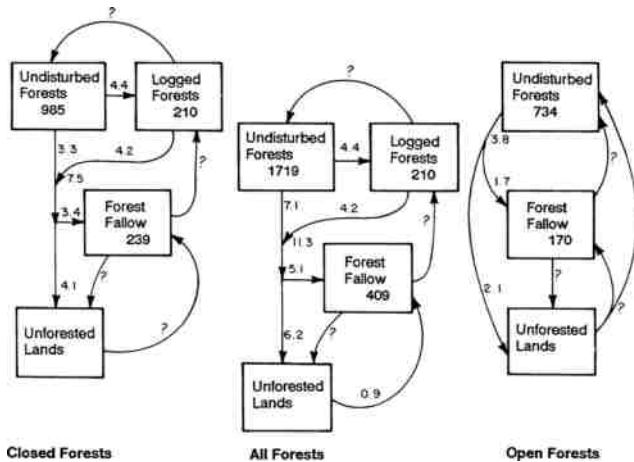 ?
Undisturbed
Forests
985
4.4
Logged
Forests
210
3.3
4.2
7.5
?
3.4
Forest
Fallow
239
4.1
?
?
Unforested
Lands
Closed Forests
?
Undisturbed
Forests
1719
4.4
Logged
Forests
210
7.1
4.2
?
11.3
5.1
Forest
Fallow
409
6.2
?
Unforested
Lands
0.9
All Forests
Undisturbed
Forests
734
3.8
?
1.7
Forest
Fallow
170
?
2.1
?
Unforested
Lands
Open Forests